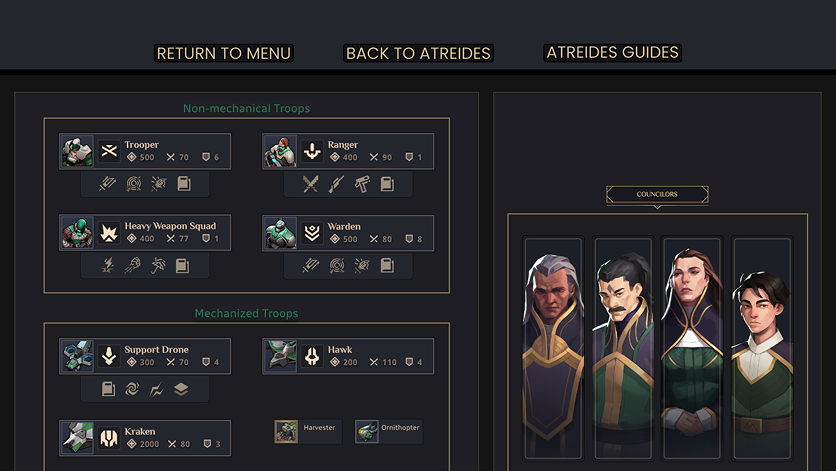 RETURN TO MENU
BACK TO ATREIDES
ATREIDES GUIDES
Non-mechanical Troops
Trooper
500 70 6
Ranger
400 90 1
Heavy Weapon Squad
400 77 1
Warden
500 80 8
Mechanized Troops
Support Drone
300 70 4
Hawk
200 110 4
Kraken
2000 80 3
Harvester
Ornithopter
COUNCILORS